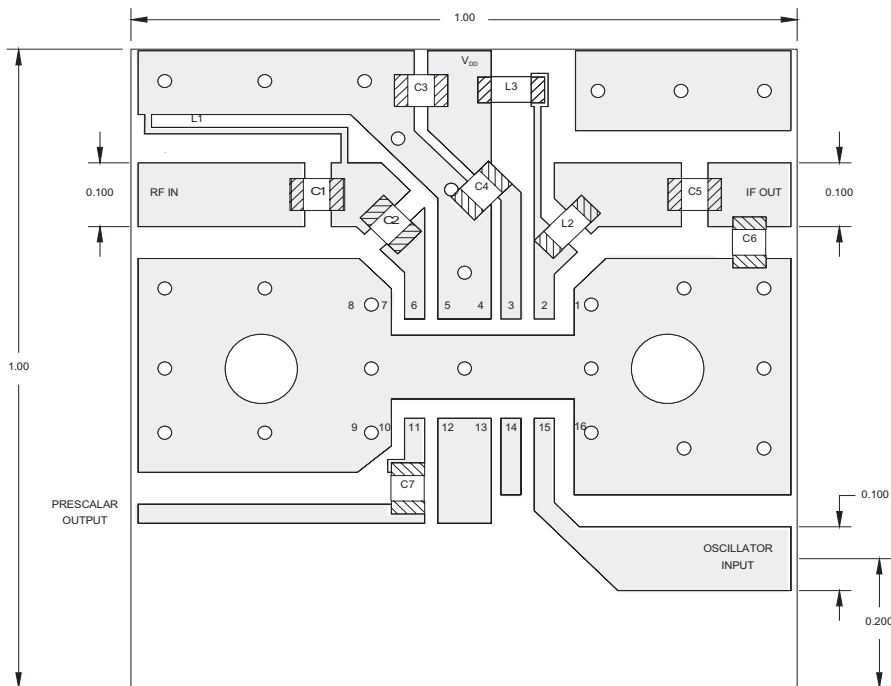 1.00
V_DD
C3
L3
L1
0.100
RF IN
C1
C2
C4
L2
C5
IF OUT
0.100
C6
8
7
6
5
4
3
2
1
1.00
9
10
11
12
13
14
15
16
C7
PRESCALAR
OUTPUT
0.100
OSCILLATOR
INPUT
0.200